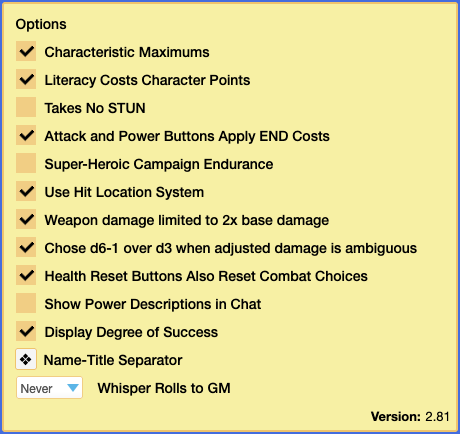 Options
Characteristic Maximums
Literacy Costs Character Points
Takes No STUN
Attack and Power Buttons Apply END Costs
Super-Heroic Campaign Endurance
Use Hit Location System
Weapon damage limited to 2x base damage
Chose d6-1 over d3 when adjusted damage is ambiguous
Health Reset Buttons Also Reset Combat Choices
Show Power Descriptions in Chat
Display Degree of Success
❖ Name-Title Separator
Never Whisper Rolls to GM
Version: 2.81